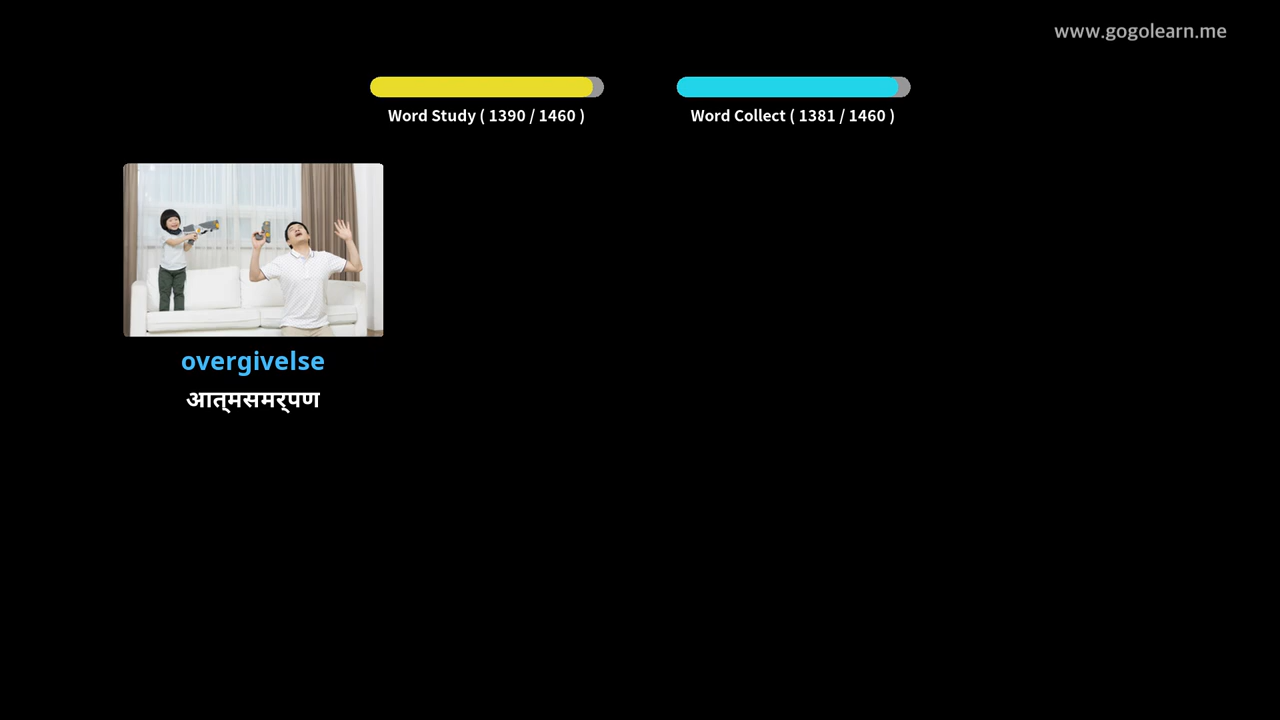 www.gogolearn.me
Word Study ( 1390 / 1460 )
Word Collect ( 1381 / 1460 )
overgivelse
आत्मसमर्पण